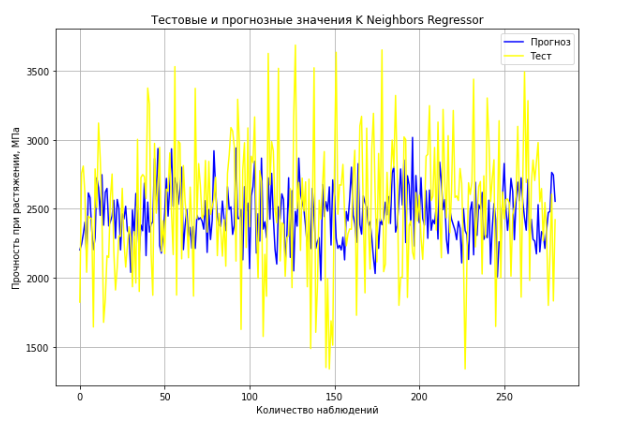 Тестовые и прогнозные значения K Neighbors Regressor
Прогноз
Тест
Прочность при растяжении, МПа
3500
3000
2500
2000
1500
0
50
100
150
200
250
Количество наблюдений